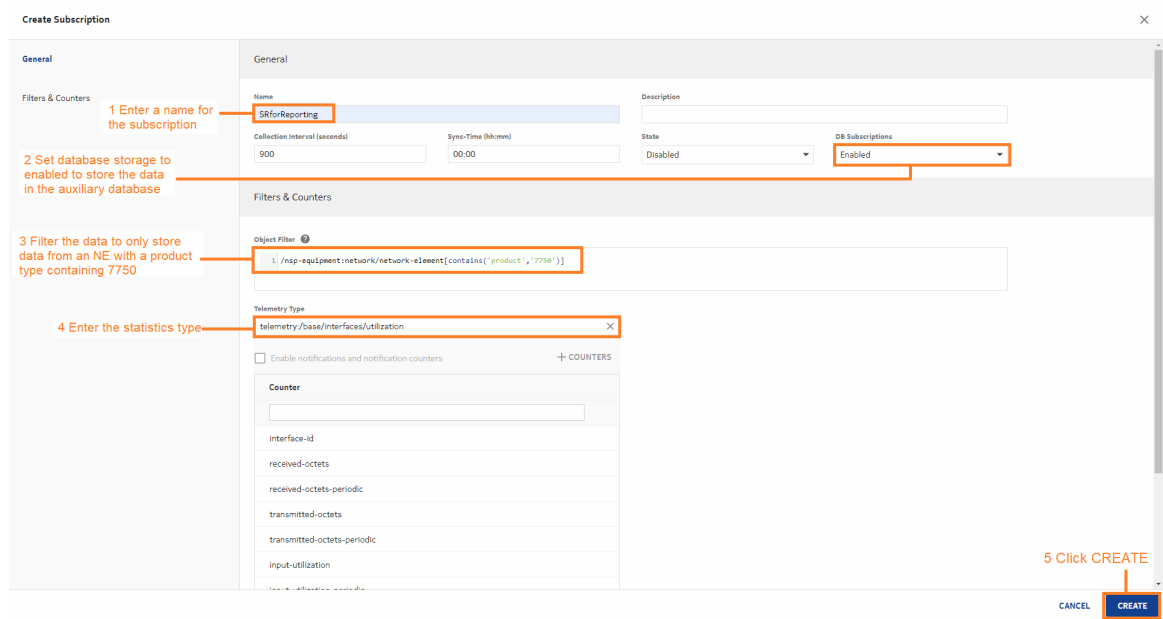 Create Subscription
General
General
Filters & Counters
1 Enter a name for
the subscription
Name
SRforReporting
Description
Collection Interval (seconds)
900
Sync-Time (hh:mm)
00:00
State
Disabled
DB Subscriptions
Enabled
2 Set database storage to
enabled to store the data
in the auxiliary database
Filters & Counters
3 Filter the data to only store
data from an NE with a product
type containing 7750
Object Filter ?
1 /nsp-equipment:network/network-element[contains('product','7750')]
Telemetry Type
4 Enter the statistics type
telemetry:/base/interfaces/utilization
Enable notifications and notification counters
+ COUNTERS
Counter
interface-id
received-octets
received-octets-periodic
transmitted-octets
transmitted-octets-periodic
input-utilization
input-utilization-periodic
5 Click CREATE
CANCEL
CREATE